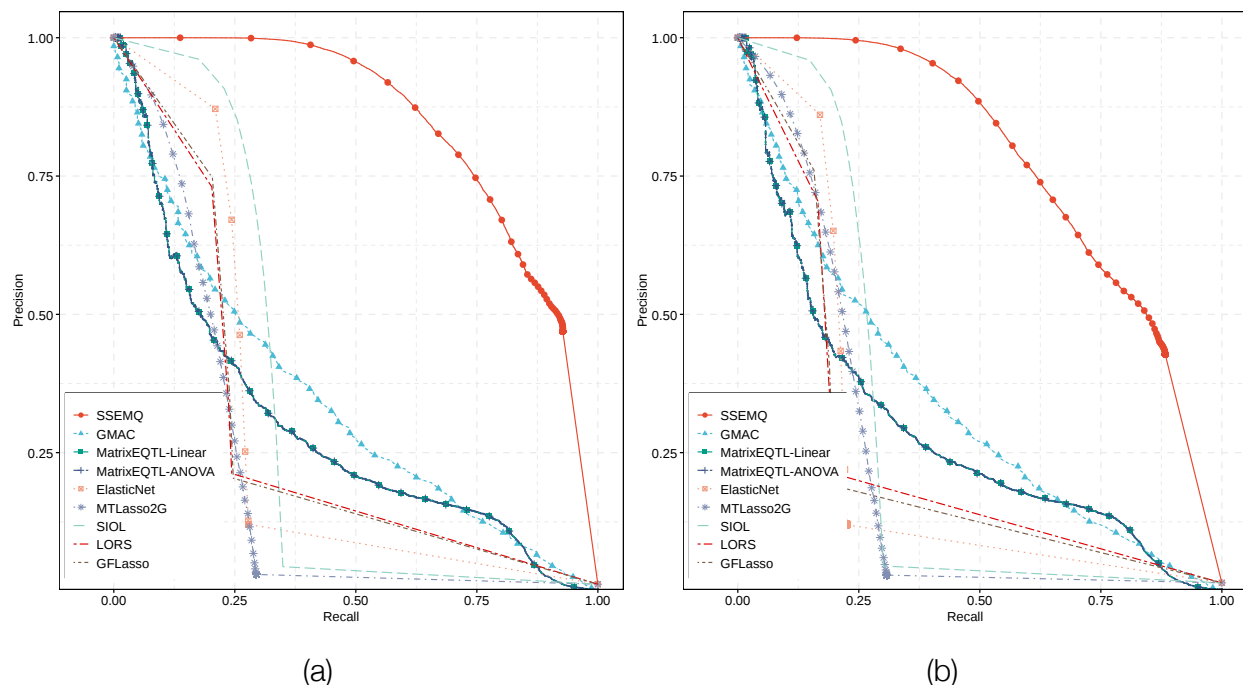 1.00
0.75
0.50
0.25
Precision
SSEMQ
GMAC
MatrixEQTL-Linear
MatrixEQTL-ANOVA
ElasticNet
MTLasso2G
SIOL
LORS
GFLasso
0.00 0.25 0.50 0.75 1.00
Recall
(a)
1.00
0.75
0.50
0.25
Precision
SSEMQ
GMAC
MatrixEQTL-Linear
MatrixEQTL-ANOVA
ElasticNet
MTLasso2G
SIOL
LORS
GFLasso
0.00 0.25 0.50 0.75 1.00
Recall
(b)